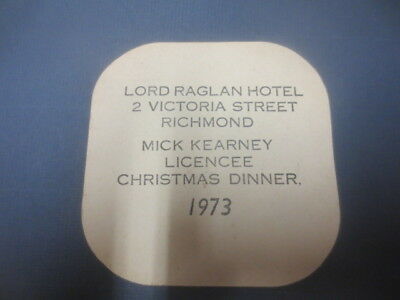 LORD RAGLAN HOTEL
2 VICTORIA STREET
RICHMOND
MICK KEARNEY
LICENCEE
CHRISTMAS DINNER,
1973